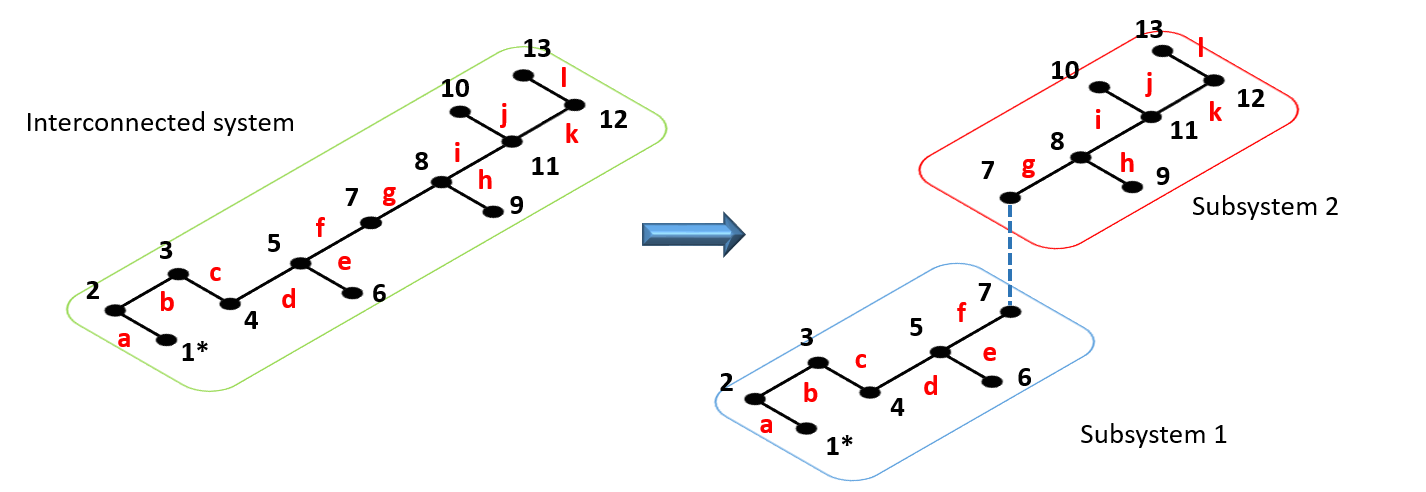 Interconnected system
13
l
10
j
12
k
i
11
8
h
g
7
9
f
5
e
3
c
6
2
b
d
4
a
1*
13
l
10
j
12
k
i
11
8
h
7
g
9
Subsystem 2
7
f
5
e
3
c
6
2
b
d
4
a
1*
Subsystem 1